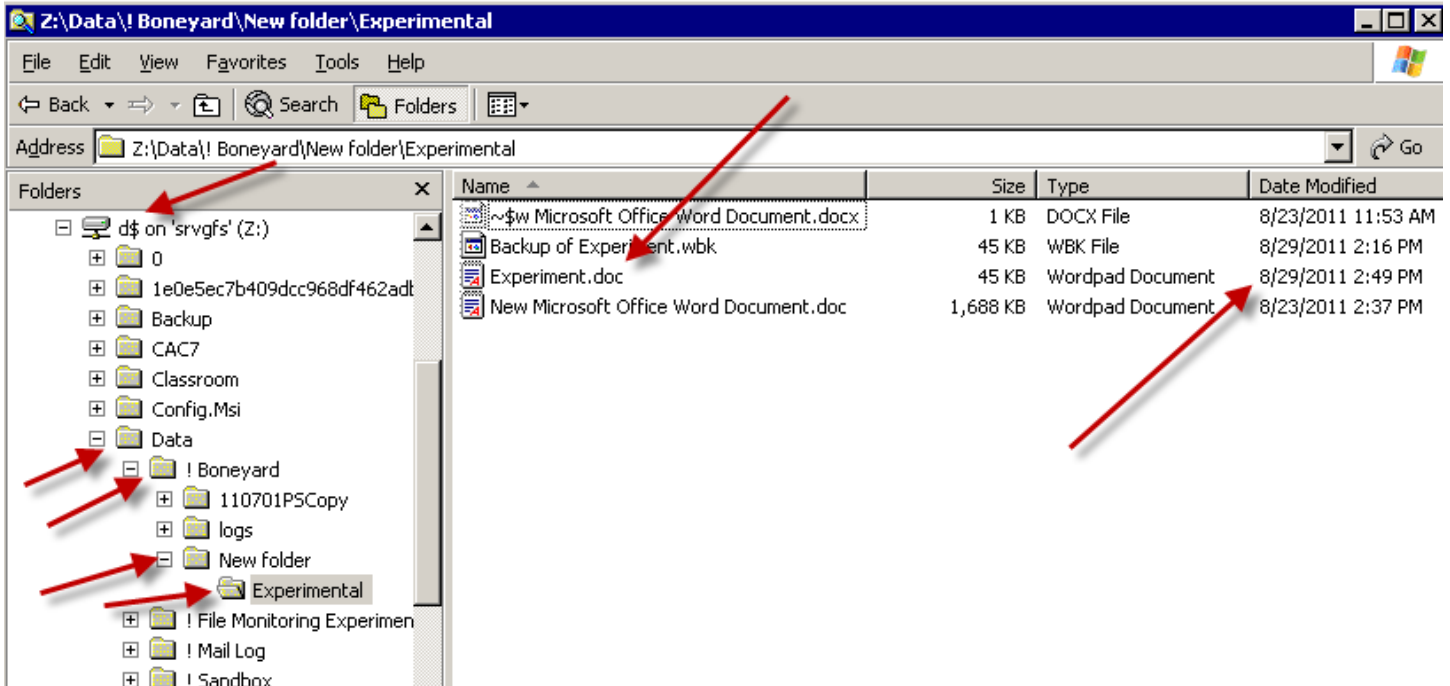 Z:\Data\! Boneyard\New folder\Experimental
File Edit View Favorites Tools Help
Back Search Folders
Address Z:\Data\! Boneyard\New folder\Experimental Go
Folders
d$ on 'srvgfs' (Z:)
0
1e0e5ec7b409dcc968df462adb
Backup
CAC7
Classroom
Config.Msi
Data
! Boneyard
110701PSCopy
logs
New folder
Experimental
! File Monitoring Experimen
! Mail Log
! Sandbox
Name Size Type Date Modified
~$w Microsoft Office Word Document.docx 1 KB DOCX File 8/23/2011 11:53 AM
Backup of Experiment.wbk 45 KB WBK File 8/29/2011 2:16 PM
Experiment.doc 45 KB Wordpad Document 8/29/2011 2:49 PM
New Microsoft Office Word Document.doc 1,688 KB Wordpad Document 8/23/2011 2:37 PM